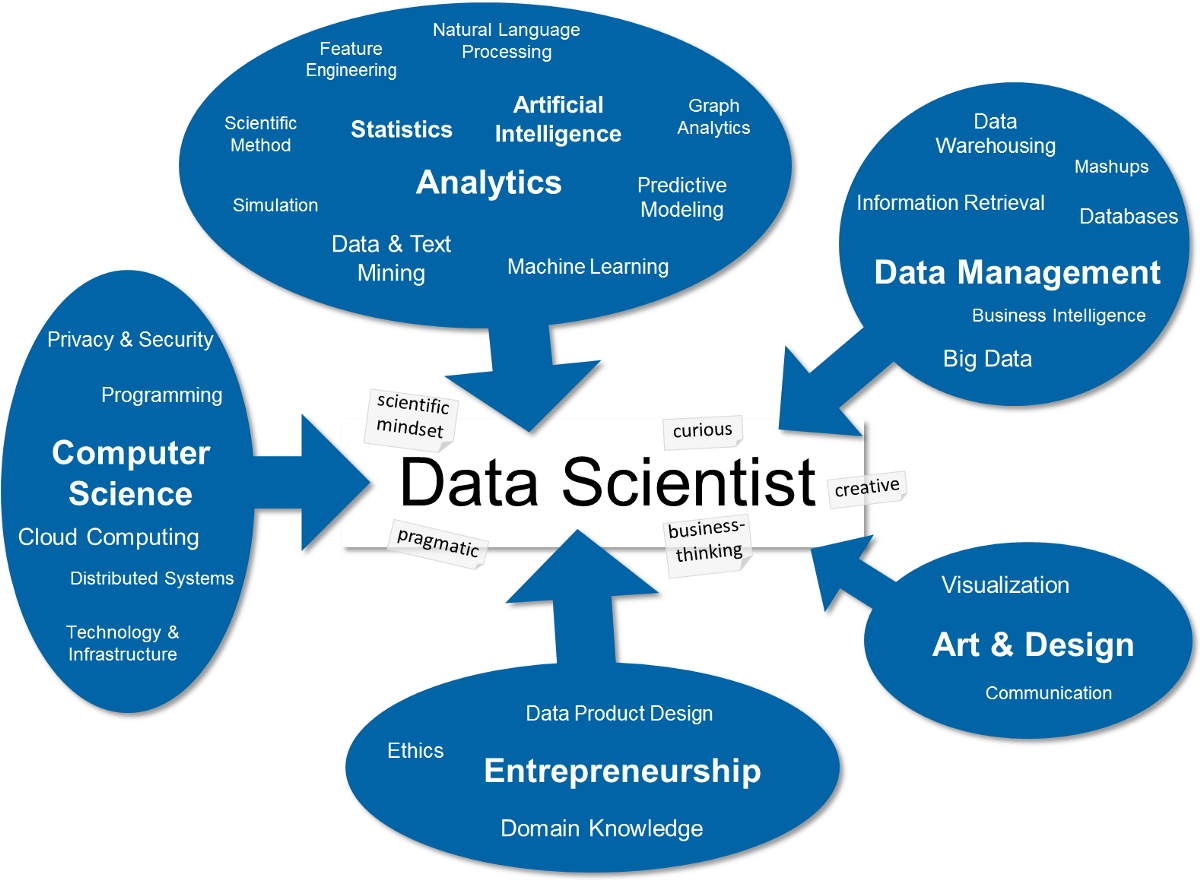 Natural Language
Processing
Feature
Engineering
Artificial
Intelligence
Statistics
Graph
Analytics
Scientific
Method
Analytics
Predictive
Modeling
Simulation
Data & Text
Mining
Machine Learning
Data
Warehousing
Mashups
Information Retrieval
Databases
Data Management
Business Intelligence
Big Data
Privacy & Security
Programming
Computer
Science
Cloud Computing
Distributed Systems
Technology &
Infrastructure
scientific
mindset
curious
Data Scientist
creative
pragmatic
business-
thinking
Visualization
Art & Design
Communication
Data Product Design
Ethics
Entrepreneurship
Domain Knowledge